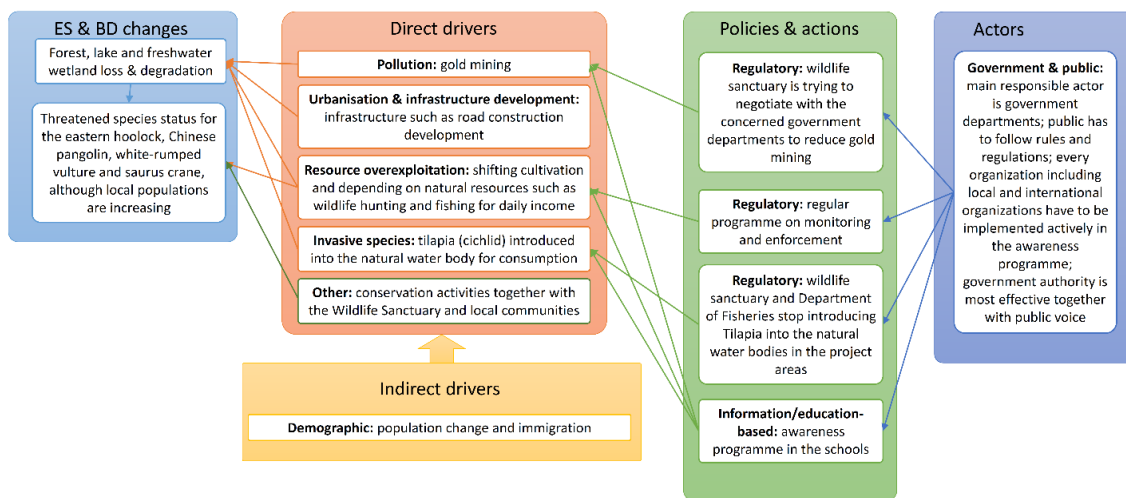 ES & BD changes
Forest, lake and freshwater
wetland loss & degradation
Threatened species status for
the eastern hoolock, Chinese
pangolin, white-rumped
vulture and saurus crane,
although local populations
are increasing
Direct drivers
Pollution: gold mining
Urbanisation & infrastructure development:
infrastructure such as road construction
development
Resource overexploitation: shifting cultivation
and depending on natural resources such as
wildlife hunting and fishing for daily income
Invasive species: tilapia (cichlid) introduced
into the natural water body for consumption
Other: conservation activities together with
the Wildlife Sanctuary and local communities
Indirect drivers
Demographic: population change and immigration
Policies & actions
Regulatory: wildlife
sanctuary is trying to
negotiate with the
concerned government
departments to reduce gold
mining
Regulatory: regular
programme on monitoring
and enforcement
Regulatory: wildlife
sanctuary and Department
of Fisheries stop introducing
Tilapia into the natural
water bodies in the project
areas
Information/education-
based: awareness
programme in the schools
Actors
Government & public:
main responsible actor
is government
departments; public has
to follow rules and
regulations; every
organization including
local and international
organizations have to be
implemented actively in
the awareness
programme;
government authority is
most effective together
with public voice